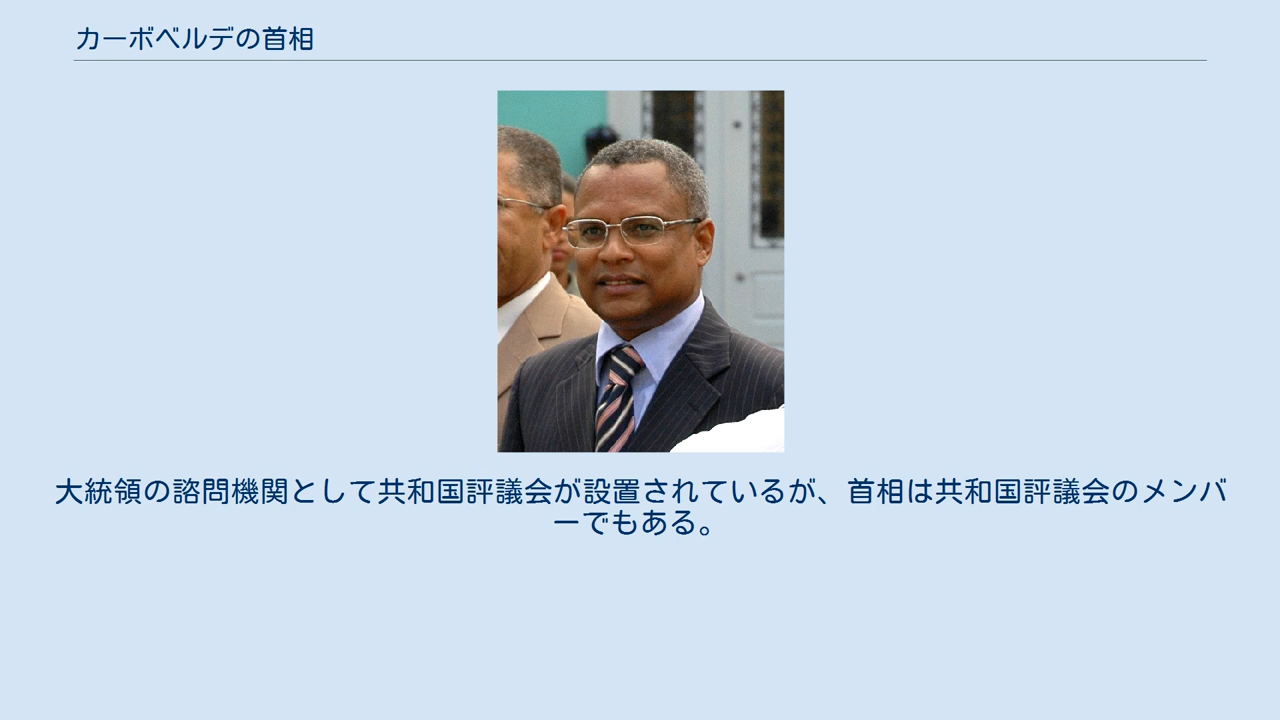 カーボベルデの首相
大統領の諮問機関として共和国評議会が設置されているが、首相は共和国評議会のメンバ
ーでもある。